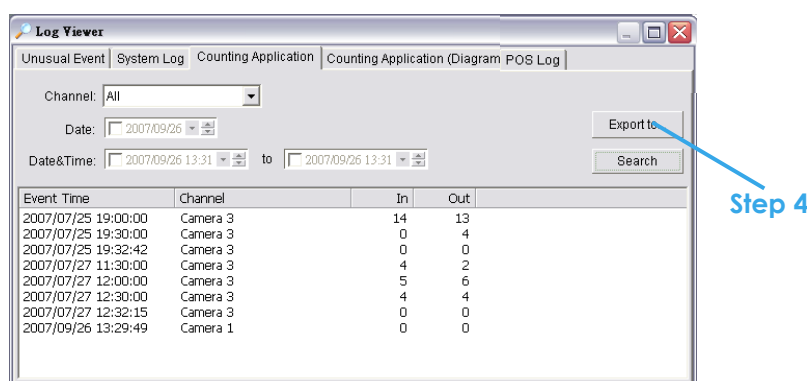 Log Viewer
Unusual Event System Log Counting Application Counting Application (Diagram POS Log
Channel: All
Date: 2007/09/26
Export to
Date&Time: 2007/09/26 13:31 to 2007/09/26 13:31
Search
Step 4
Event Time Channel In Out
2007/07/25 19:00:00 Camera 3 14 13
2007/07/25 19:30:00 Camera 3 0 4
2007/07/25 19:32:42 Camera 3 0 0
2007/07/27 11:30:00 Camera 3 4 2
2007/07/27 12:00:00 Camera 3 5 6
2007/07/27 12:30:00 Camera 3 4 4
2007/07/27 12:32:15 Camera 3 0 0
2007/09/26 13:29:49 Camera 1 0 0